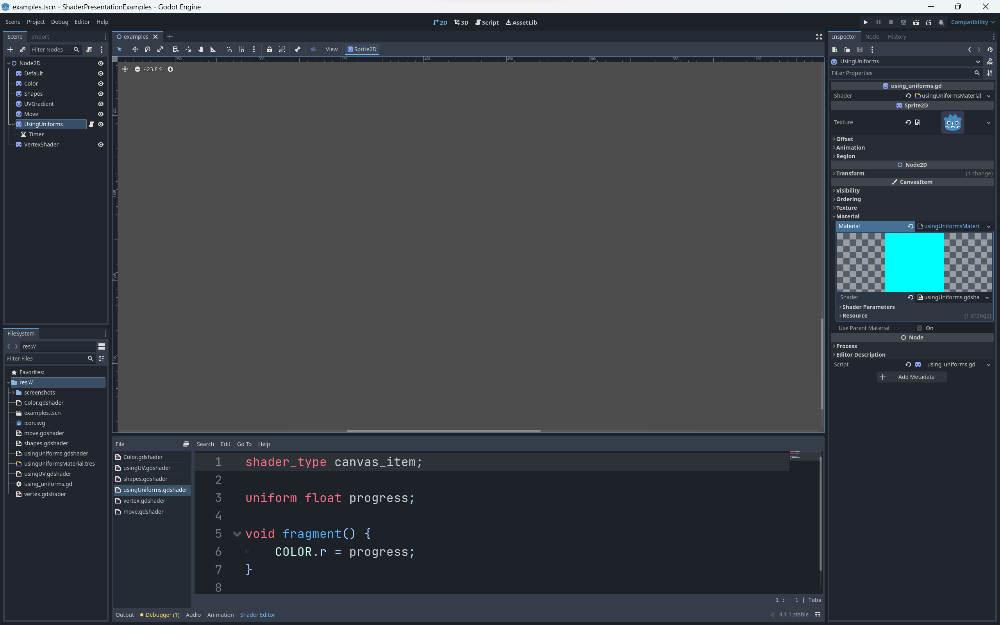 examples.tscn - ShaderPresentationExamples - Godot Engine
Scene Project Debug Editor Help
2D 3D Script AssetLib
Compatibility
Scene Import
Filter Nodes
Node2D
Default
Color
Shapes
UVGradient
Move
UsingUniforms
Timer
VertexShader
FileSystem
res://
Filter Files
Favorites:
res://
screenshots
Color.gdshader
examples.tscn
icon.svg
move.gdshader
shapes.gdshader
usingUniforms.gdshader
usingUniformsMaterial.tres
usingUV.gdshader
using_uniforms.gd
vertex.gdshader
examples
View Sprite2D
250 300 350 400 450 500 550 600
423.8 %
1250
1300
1350
1400
File Search Edit Go To Help
Color.gdshader
usingUV.gdshader
shapes.gdshader
usingUniforms.gdshader
vertex.gdshader
move.gdshader
1 shader_type canvas_item;
2
3 uniform float progress;
4
5 void fragment() {
6 COLOR.r = progress;
7 }
8
1 : 1 | Tabs
Output Debugger (1) Audio Animation Shader Editor
4.1.1.stable
Inspector Node History
UsingUniforms
DOC
Filter Properties
using_uniforms.gd
Shader usingUniformsMaterial
Sprite2D
Texture
Offset
Animation
Region
Node2D
Transform (1 change)
CanvasItem
Visibility
Ordering
Texture
Material
Material usingUniformsMateri
Shader usingUniforms.gdsha
Shader Parameters
Resource (1 change)
Use Parent Material On
Node
Process
Editor Description
Script using_uniforms.gd
Add Metadata